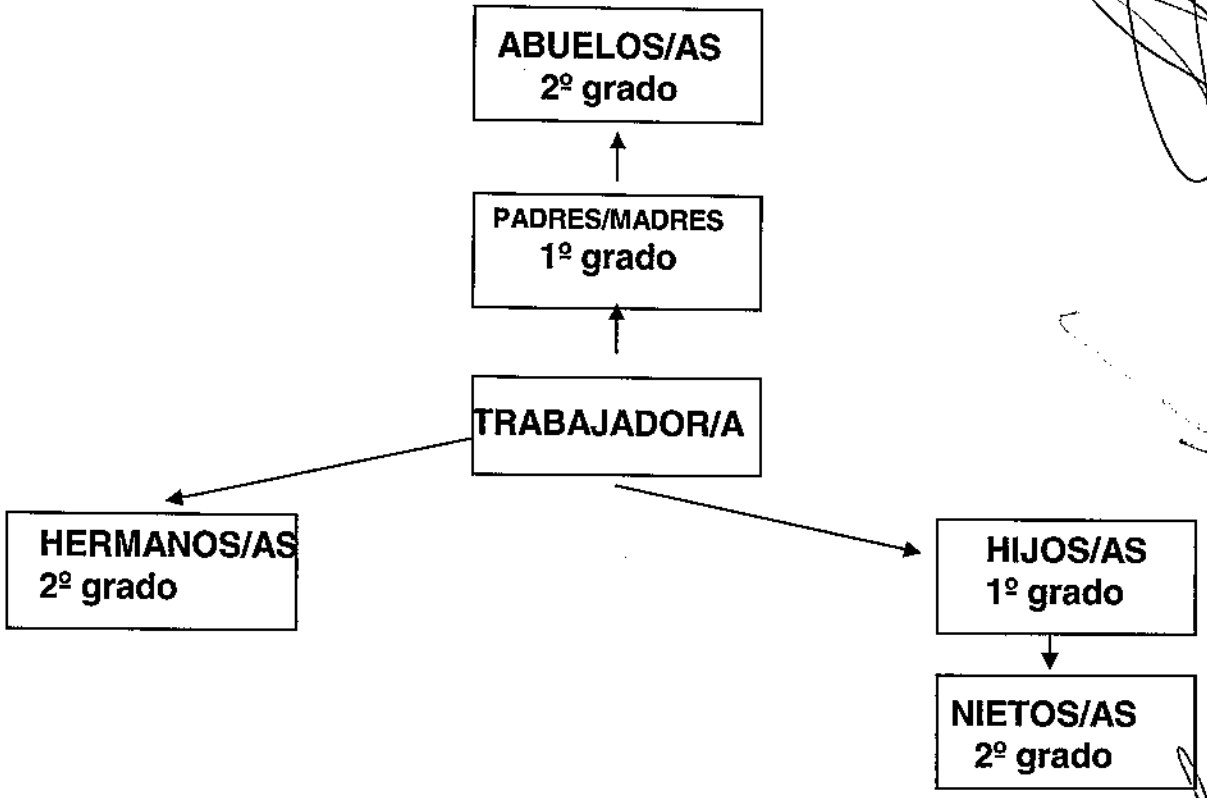 ABUELOS/AS
2º grado
PADRES/MADRES
1º grado
TRABAJADOR/A
HERMANOS/AS
2º grado
HIJOS/AS
1º grado
NIETOS/AS
2º grado